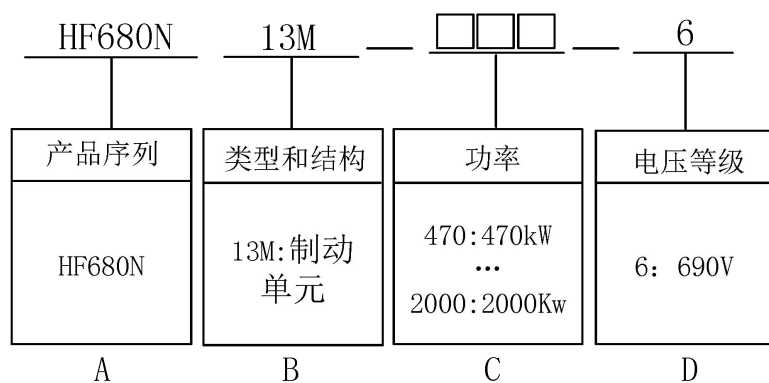 HF680N 13M — □□□ — 6
产品序列 类型和结构 功率 电压等级
HF680N
13M:制动
单元
470:470kW
...
2000:2000Kw
6: 690V
A B C D